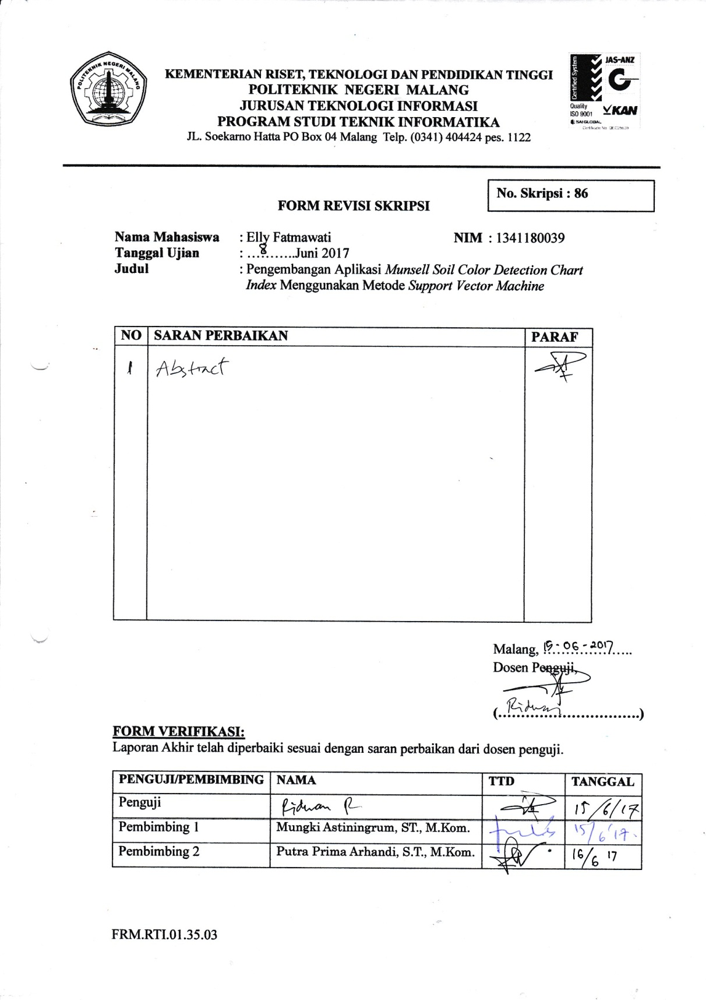 POLITEKNIK NEGERI MALANG
Certified System
JAS-ANZ
Quality
ISO 9001
KAN
SAI GLOBAL
KEMENTERIAN RISET, TEKNOLOGI DAN PENDIDIKAN TINGGI
POLITEKNIK NEGERI MALANG
JURUSAN TEKNOLOGI INFORMASI
PROGRAM STUDI TEKNIK INFORMATIKA
JL. Soekarno Hatta PO Box 04 Malang Telp. (0341) 404424 pes. 1122
No. Skripsi : 86
FORM REVISI SKRIPSI
Nama Mahasiswa : Elly Fatmawati NIM : 1341180039
Tanggal Ujian : ....8.......Juni 2017
Judul : Pengembangan Aplikasi Munsell Soil Color Detection Chart
Index Menggunakan Metode Support Vector Machine
NO SARAN PERBAIKAN PARAF
1 Abstract
Malang, 15-06-2017
Dosen Penguji,
(Ridwan)
FORM VERIFIKASI:
Laporan Akhir telah diperbaiki sesuai dengan saran perbaikan dari dosen penguji.
PENGUJI/PEMBIMBING NAMA TTD TANGGAL
Penguji Ridwan R 15/6/17
Pembimbing 1 Mungki Astiningrum, ST., M.Kom. 15/6'17.
Pembimbing 2 Putra Prima Arhandi, S.T., M.Kom. 16/6 17
FRM.RTI.01.35.03